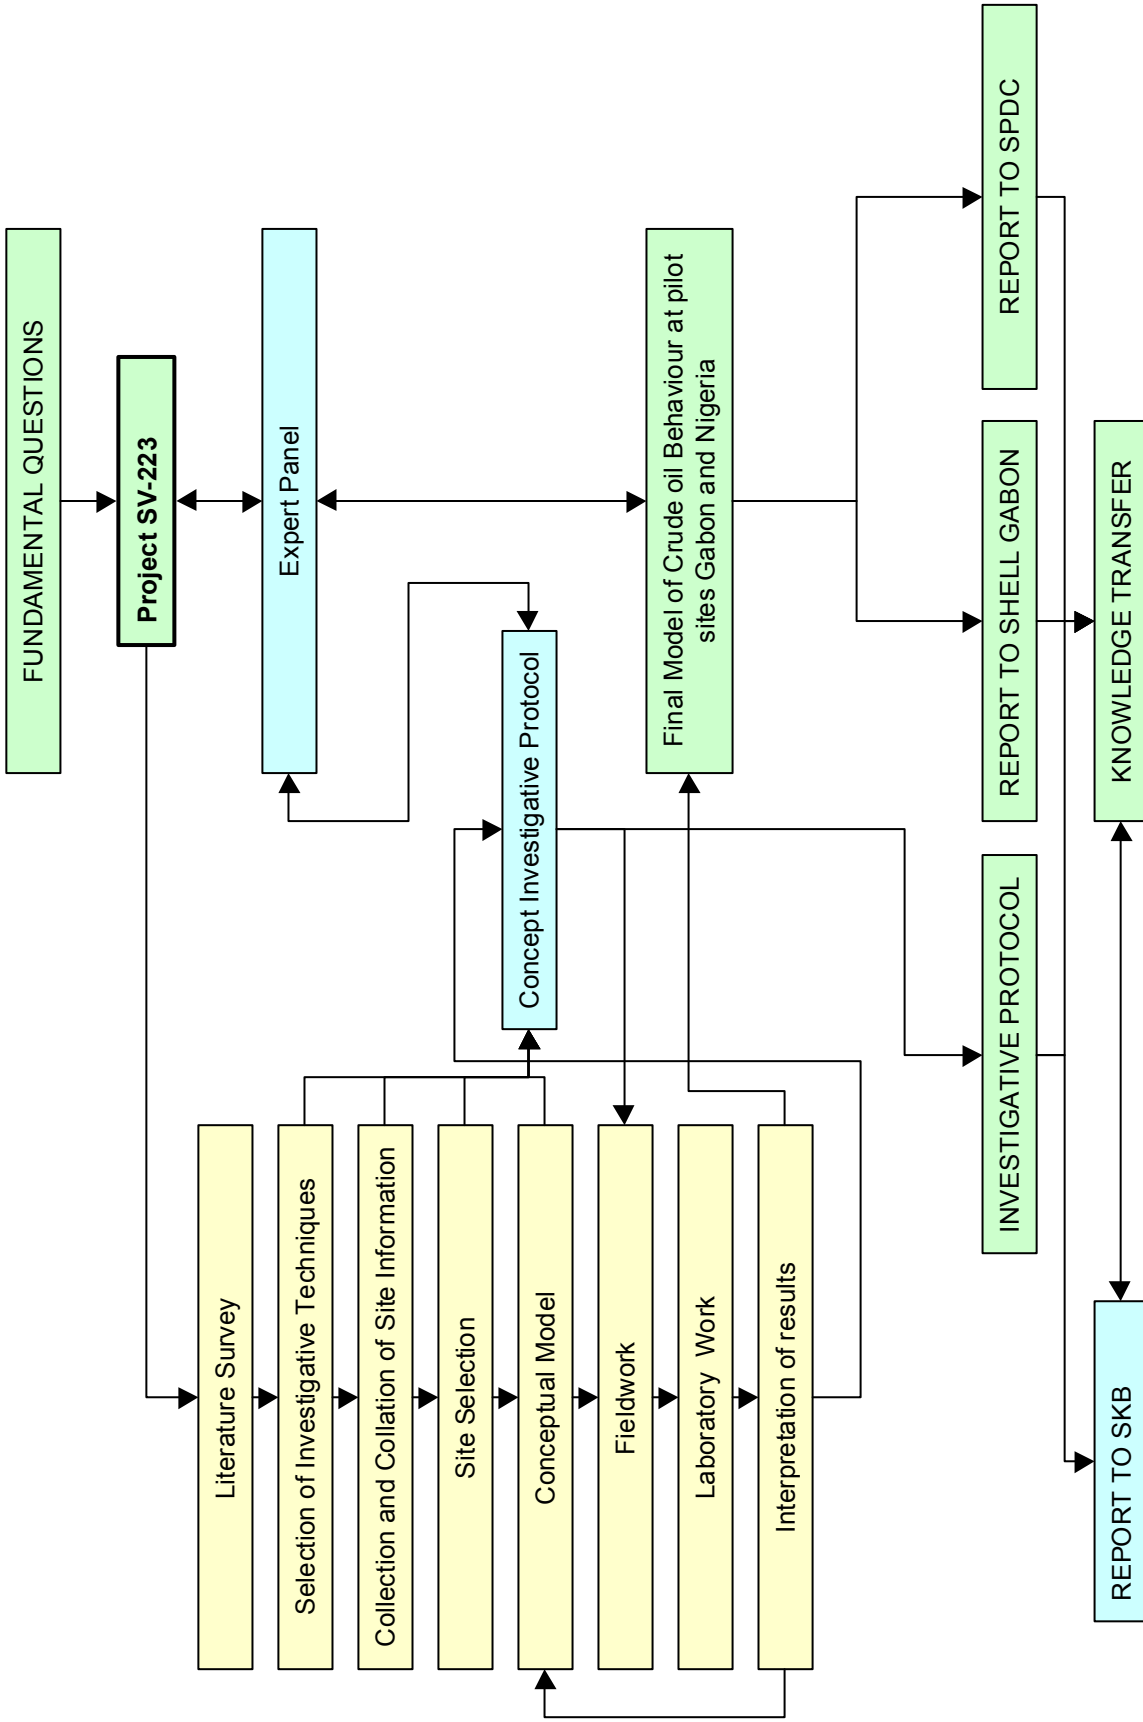 FUNDAMENTAL QUESTIONS
Project SV-223
Expert Panel
Literature Survey
Selection of Investigative Techniques
Collection and Collation of Site Information
Site Selection
Conceptual Model
Fieldwork
Laboratory Work
Interpretation of results
Concept Investigative Protocol
Final Model of Crude oil Behaviour at pilot
sites Gabon and Nigeria
INVESTIGATIVE PROTOCOL
REPORT TO SHELL GABON
REPORT TO SPDC
REPORT TO SKB
KNOWLEDGE TRANSFER